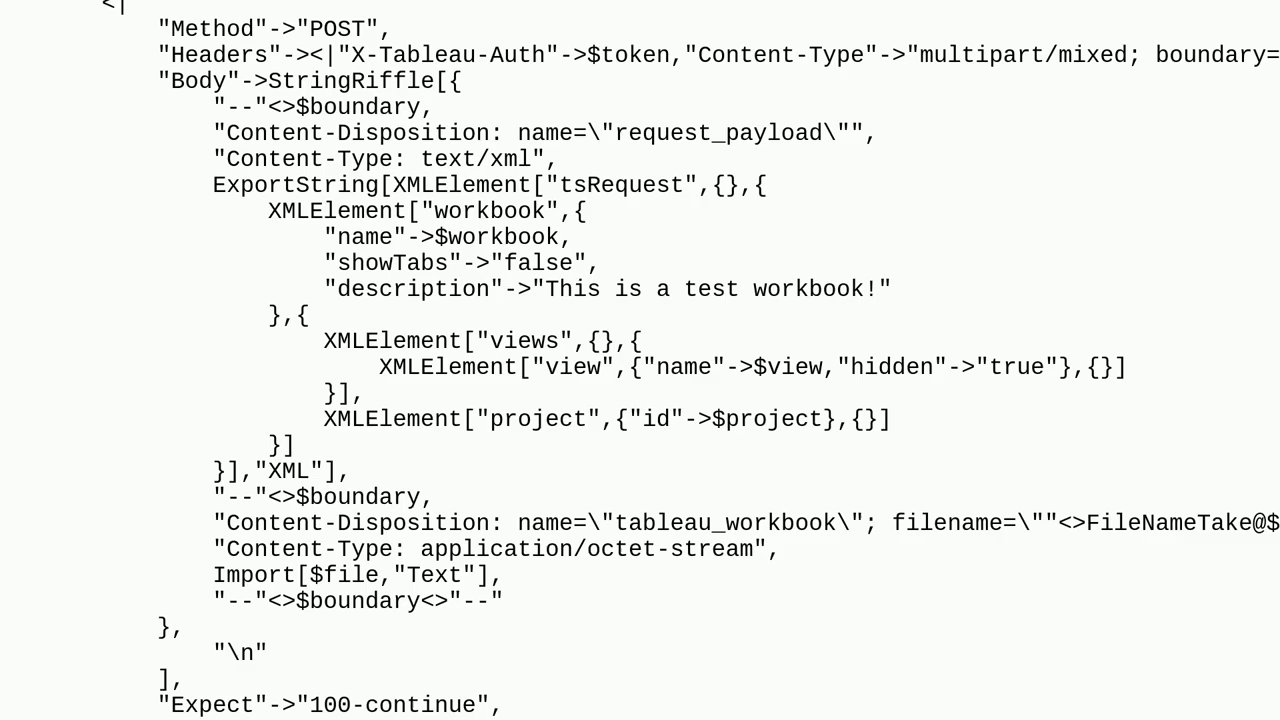 <|
"Method"->"POST",
"Headers"-><|"X-Tableau-Auth"->$token,"Content-Type"->"multipart/mixed; boundary=
"Body"->StringRiffle[{
"--"<>$boundary,
"Content-Disposition: name=\"request_payload\"",
"Content-Type: text/xml",
ExportString[XMLElement["tsRequest",{},{
XMLElement["workbook",{
"name"->$workbook,
"showTabs"->"false",
"description"->"This is a test workbook!"
},{
XMLElement["views",{},{
XMLElement["view",{"name"->$view,"hidden"->"true"},{}]
}],
XMLElement["project",{"id"->$project},{}]
}]
}],"XML"],
"--"<>$boundary,
"Content-Disposition: name=\"tableau_workbook\"; filename=\""<>FileNameTake@$
"Content-Type: application/octet-stream",
Import[$file,"Text"],
"--"<>$boundary<>"--"
},
"\n"
],
"Expect"->"100-continue",